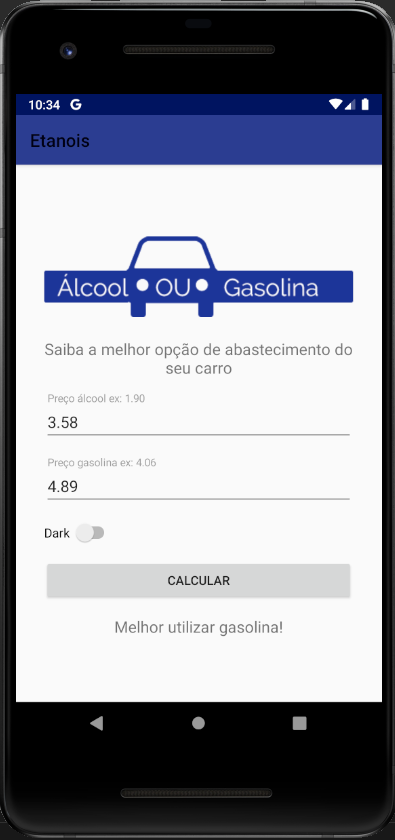 10:34 G
Etanois
Álcool OU Gasolina
Saiba a melhor opção de abastecimento do
seu carro
Preço álcool ex: 1.90
3.58
Preço gasolina ex: 4.06
4.89
Dark
CALCULAR
Melhor utilizar gasolina!